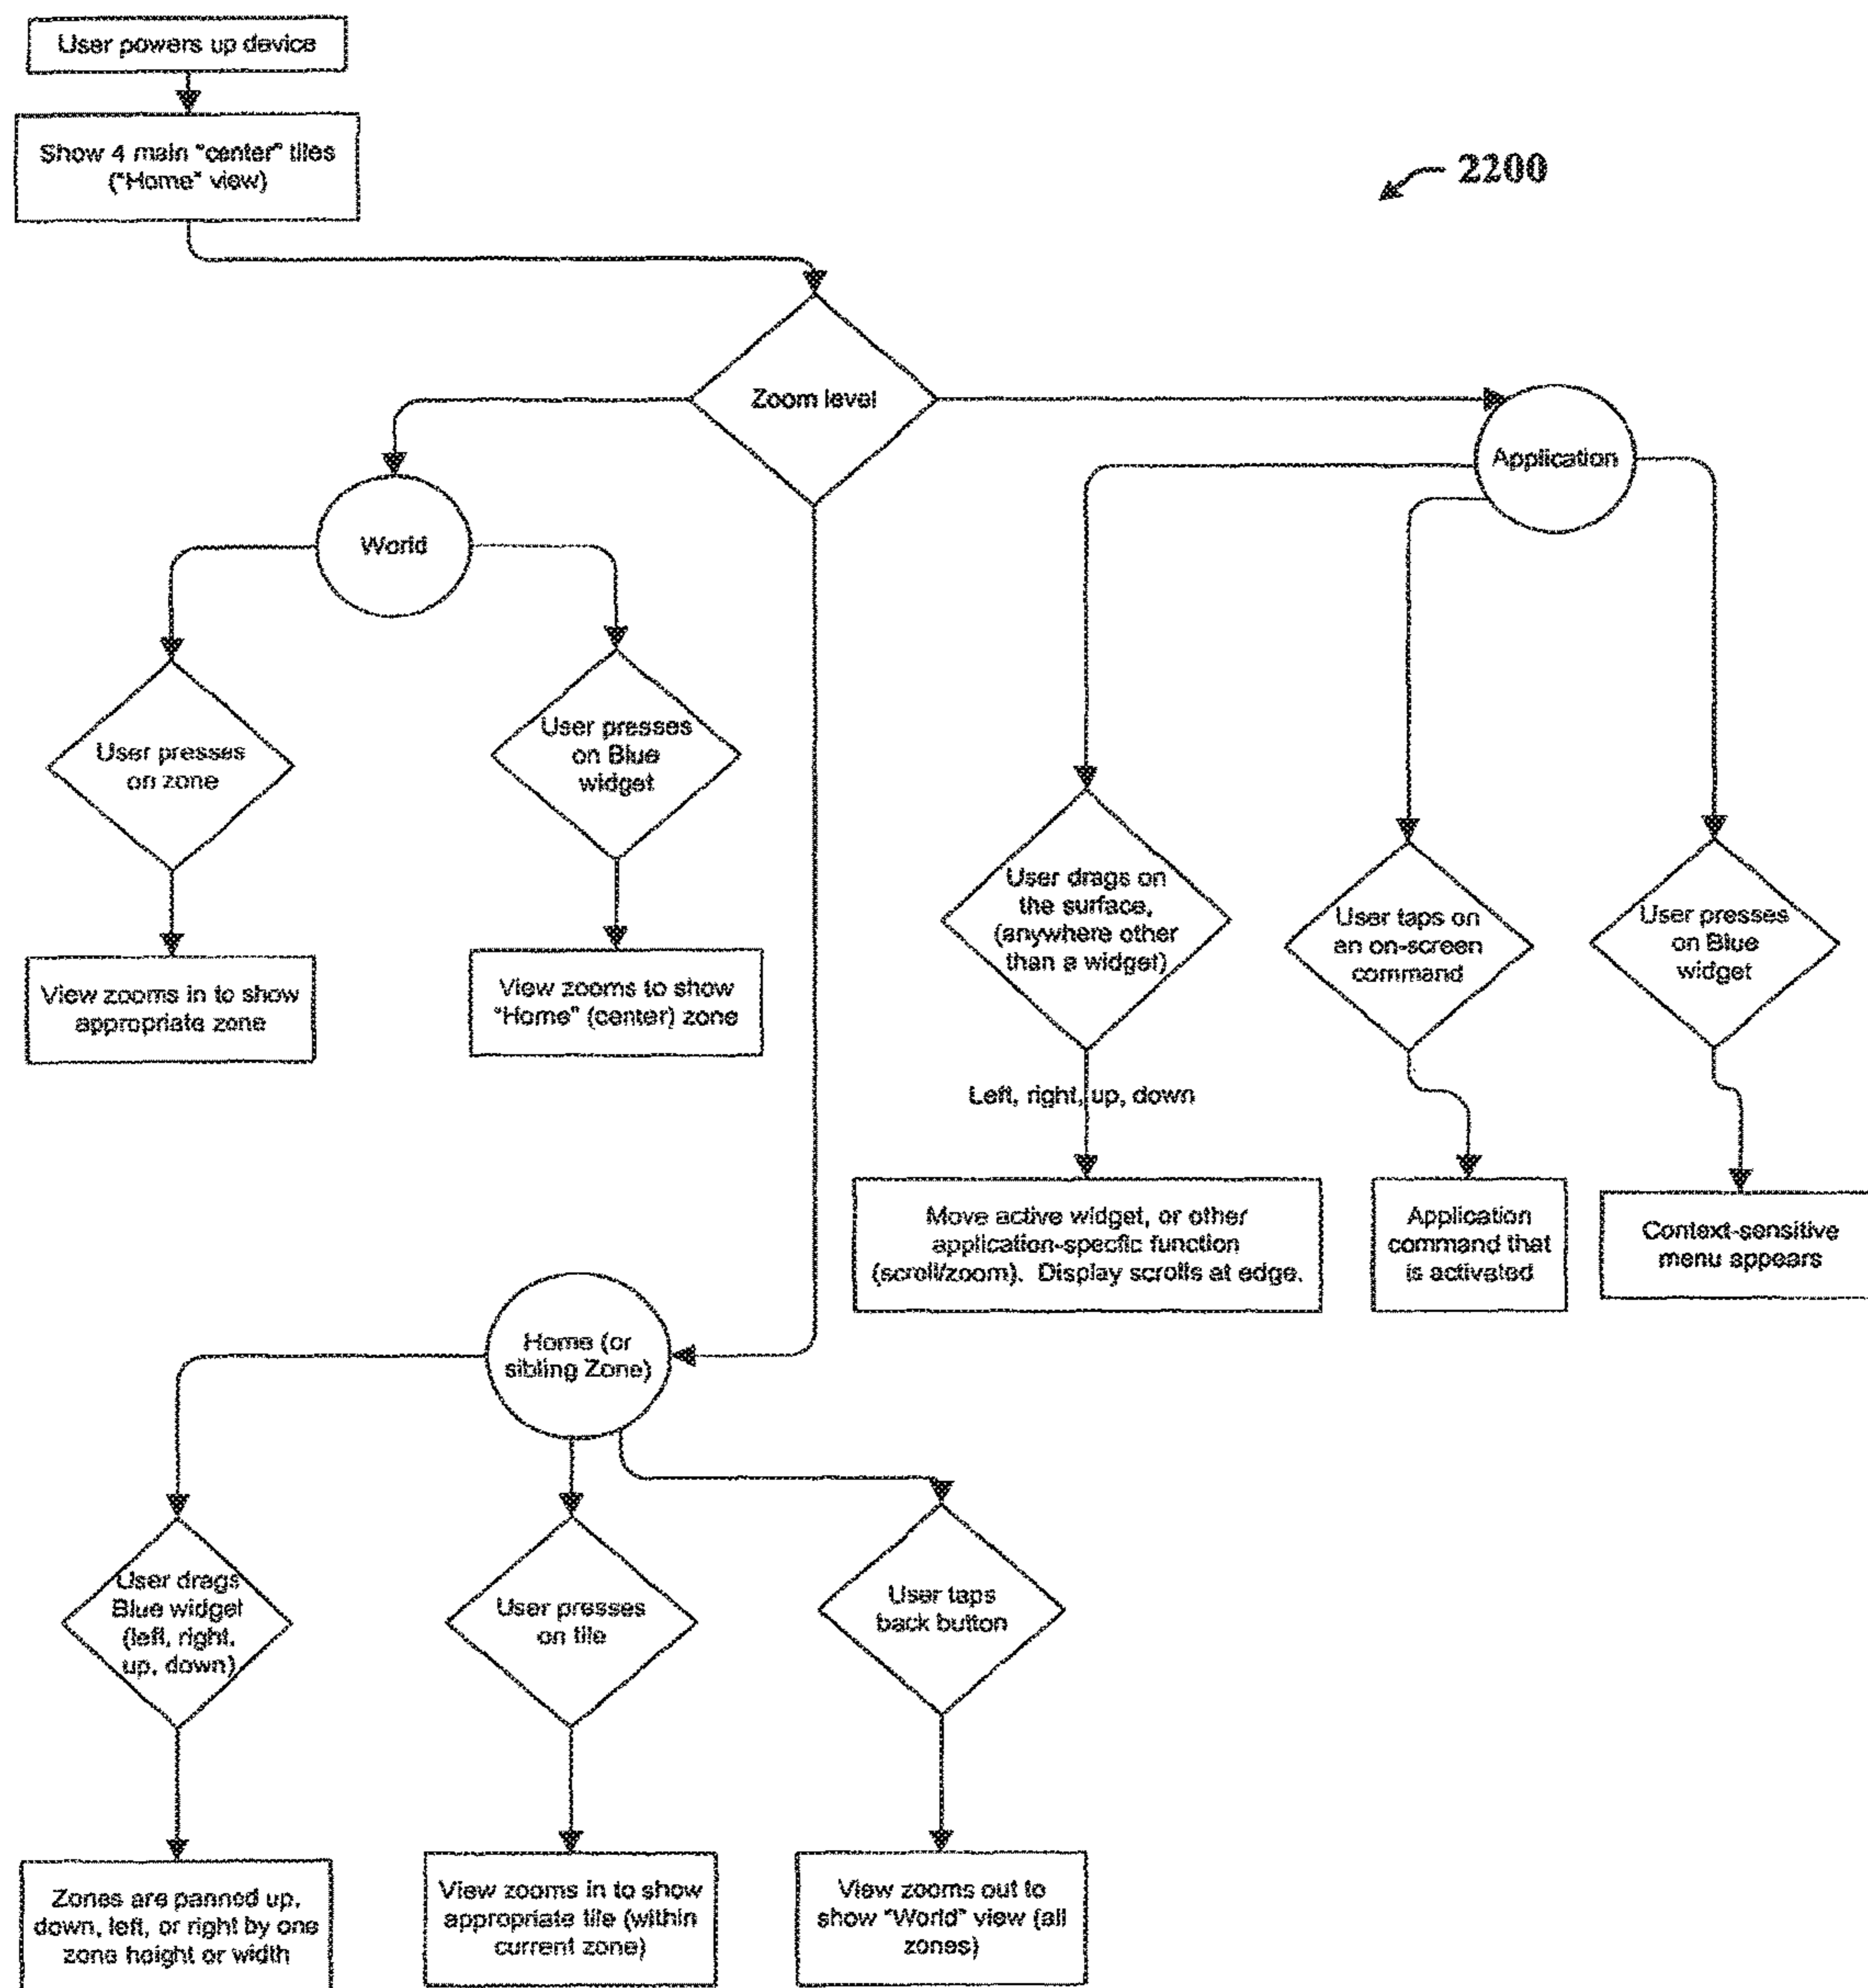 User powers up device
Show 4 main "center" tiles
("Home" view)
2200
Zoom level
Application
World
User presses
on zone
User presses
on Blue
widget
User drags on
the surface,
(anywhere other
than a widget)
User taps on
an on-screen
command
User presses
on Blue
widget
View zooms in to show
appropriate zone
View zooms to show
"Home" (center) zone
Left, right, up, down
Move active widget, or other
application-specfic function
(scroll/zoom). Display scrolls at edge.
Application
command that
is activated
Context-sensitive
menu appears
Home (or
sibling Zone)
User drags
Blue widget
(left, right,
up, down)
User presses
on tile
User taps
back button
Zones are panned up,
down, left, or right by one
zone height or width
View zooms in to show
appropriate tile (within
current zone)
View zooms out to
show "World" view (all
zones)